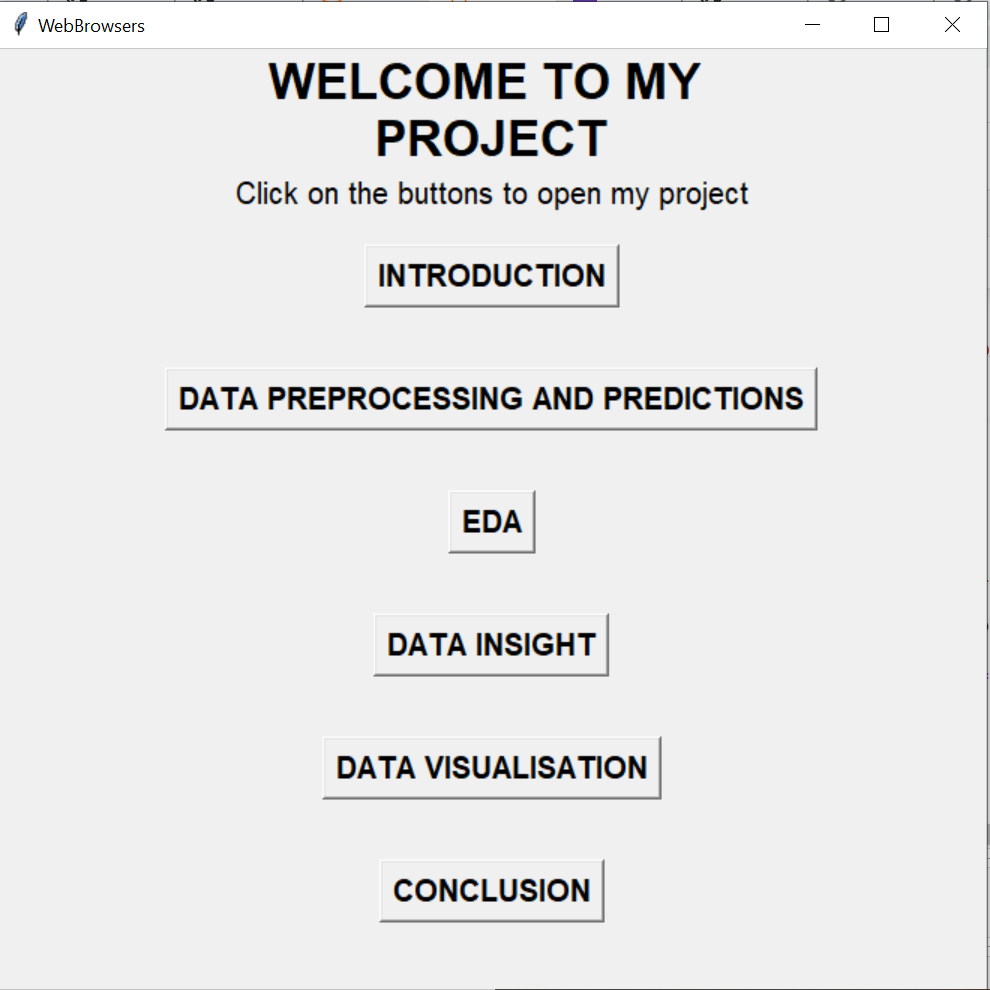 WebBrowsers
WELCOME TO MY
PROJECT
Click on the buttons to open my project
INTRODUCTION
DATA PREPROCESSING AND PREDICTIONS
EDA
DATA INSIGHT
DATA VISUALISATION
CONCLUSION